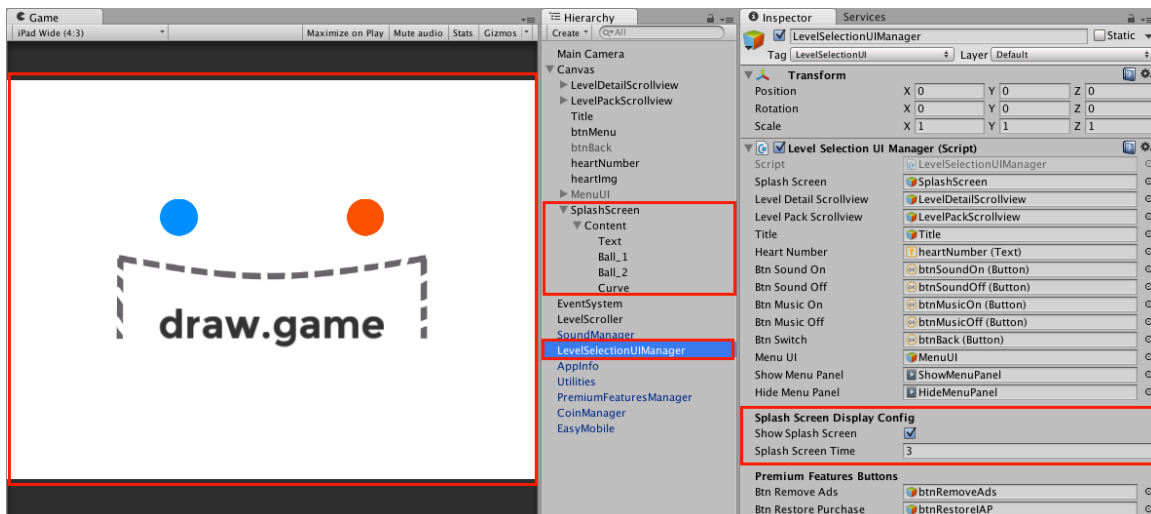 Game
iPad Wide (4:3) Maximize on Play Mute audio Stats Gizmos
draw.game
Hierarchy
Create All
Main Camera
Canvas
LevelDetailScrollview
LevelPackScrollview
Title
btnMenu
btnBack
heartNumber
heartImg
MenuUI
SplashScreen
Content
Text
Ball_1
Ball_2
Curve
EventSystem
LevelScroller
SoundManager
LevelSelectionUIManager
AppInfo
Utilities
PremiumFeaturesManager
CoinManager
EasyMobile
Inspector Services
LevelSelectionUIManager Static
Tag LevelSelectionUI Layer Default
Transform
Position X 0 Y 0 Z 0
Rotation X 0 Y 0 Z 0
Scale X 1 Y 1 Z 1
Level Selection UI Manager (Script)
Script LevelSelectionUIManager
Splash Screen SplashScreen
Level Detail Scrollview LevelDetailScrollview
Level Pack Scrollview LevelPackScrollview
Title Title
Heart Number heartNumber (Text)
Btn Sound On btnSoundOn (Button)
Btn Sound Off btnSoundOff (Button)
Btn Music On btnMusicOn (Button)
Btn Music Off btnMusicOff (Button)
Btn Switch btnBack (Button)
Menu UI MenuUI
Show Menu Panel ShowMenuPanel
Hide Menu Panel HideMenuPanel
Splash Screen Display Config
Show Splash Screen
Splash Screen Time 3
Premium Features Buttons
Btn Remove Ads btnRemoveAds
Btn Restore Purchase btnRestoreIAP